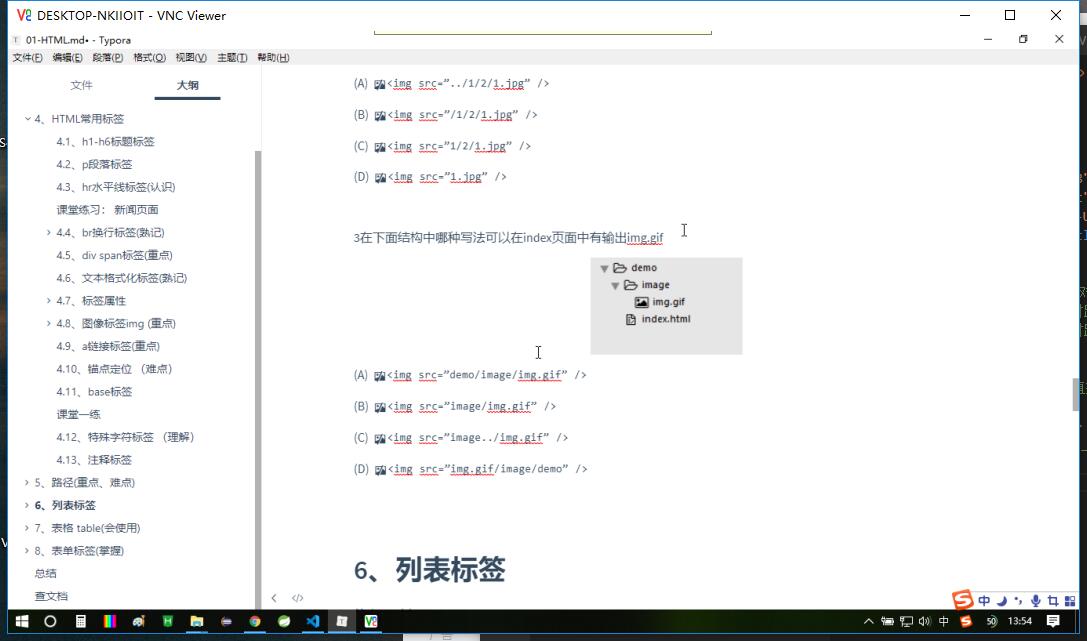 DESKTOP-NKIIOIT - VNC Viewer
01-HTML.md• - Typora
文件(F) 编辑(E) 段落(P) 格式(O) 视图(V) 主题(T) 帮助(H)
文件 大纲
4、HTML常用标签
4.1、h1-h6标题标签
4.2、p段落标签
4.3、hr水平线标签(认识)
课堂练习： 新闻页面
4.4、br换行标签(熟记)
4.5、div span标签(重点)
4.6、文本格式化标签(熟记)
4.7、标签属性
4.8、图像标签img (重点)
4.9、a链接标签(重点)
4.10、锚点定位 （难点）
4.11、base标签
课堂一练
4.12、特殊字符标签 （理解）
4.13、注释标签
5、路径(重点、难点)
6、列表标签
7、表格 table(会使用)
8、表单标签(掌握)
总结
查文档
(A) <img src=”../1/2/1.jpg” />
(B) <img src=”/1/2/1.jpg” />
(C) <img src=”1/2/1.jpg” />
(D) <img src=”1.jpg” />
3在下面结构中哪种写法可以在index页面中有输出img.gif
demo
image
img.gif
index.html
(A) <img src=”demo/image/img.gif” />
(B) <img src=”image/img.gif” />
(C) <img src=”image../img.gif” />
(D) <img src=”img.gif/image/demo” />
6、列表标签
</>
中
中 13:54